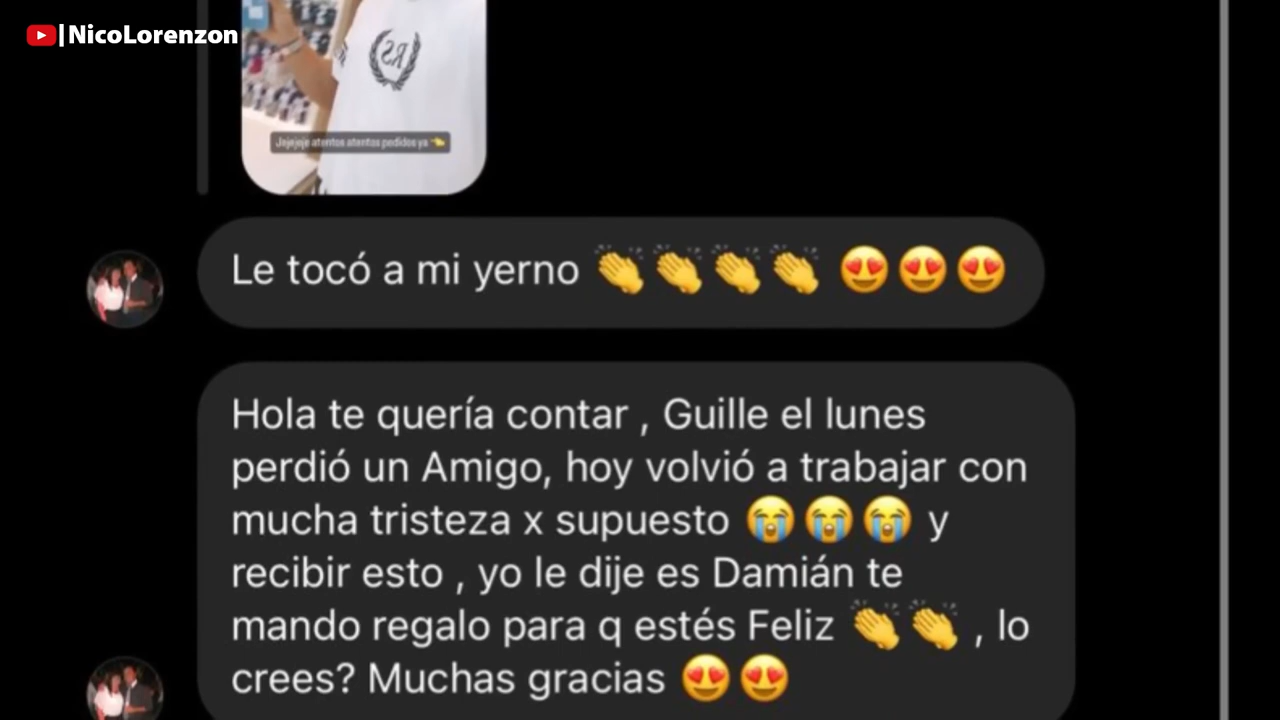 |NicoLorenzon
Jajejoje atentos atentos pedidos ya 👈
Le tocó a mi yerno 👏👏👏👏 😍😍😍
Hola te quería contar , Guille el lunes
perdió un Amigo, hoy volvió a trabajar con
mucha tristeza x supuesto 😭😭😭 y
recibir esto , yo le dije es Damián te
mando regalo para q estés Feliz 👏👏 , lo
crees? Muchas gracias 😍😍